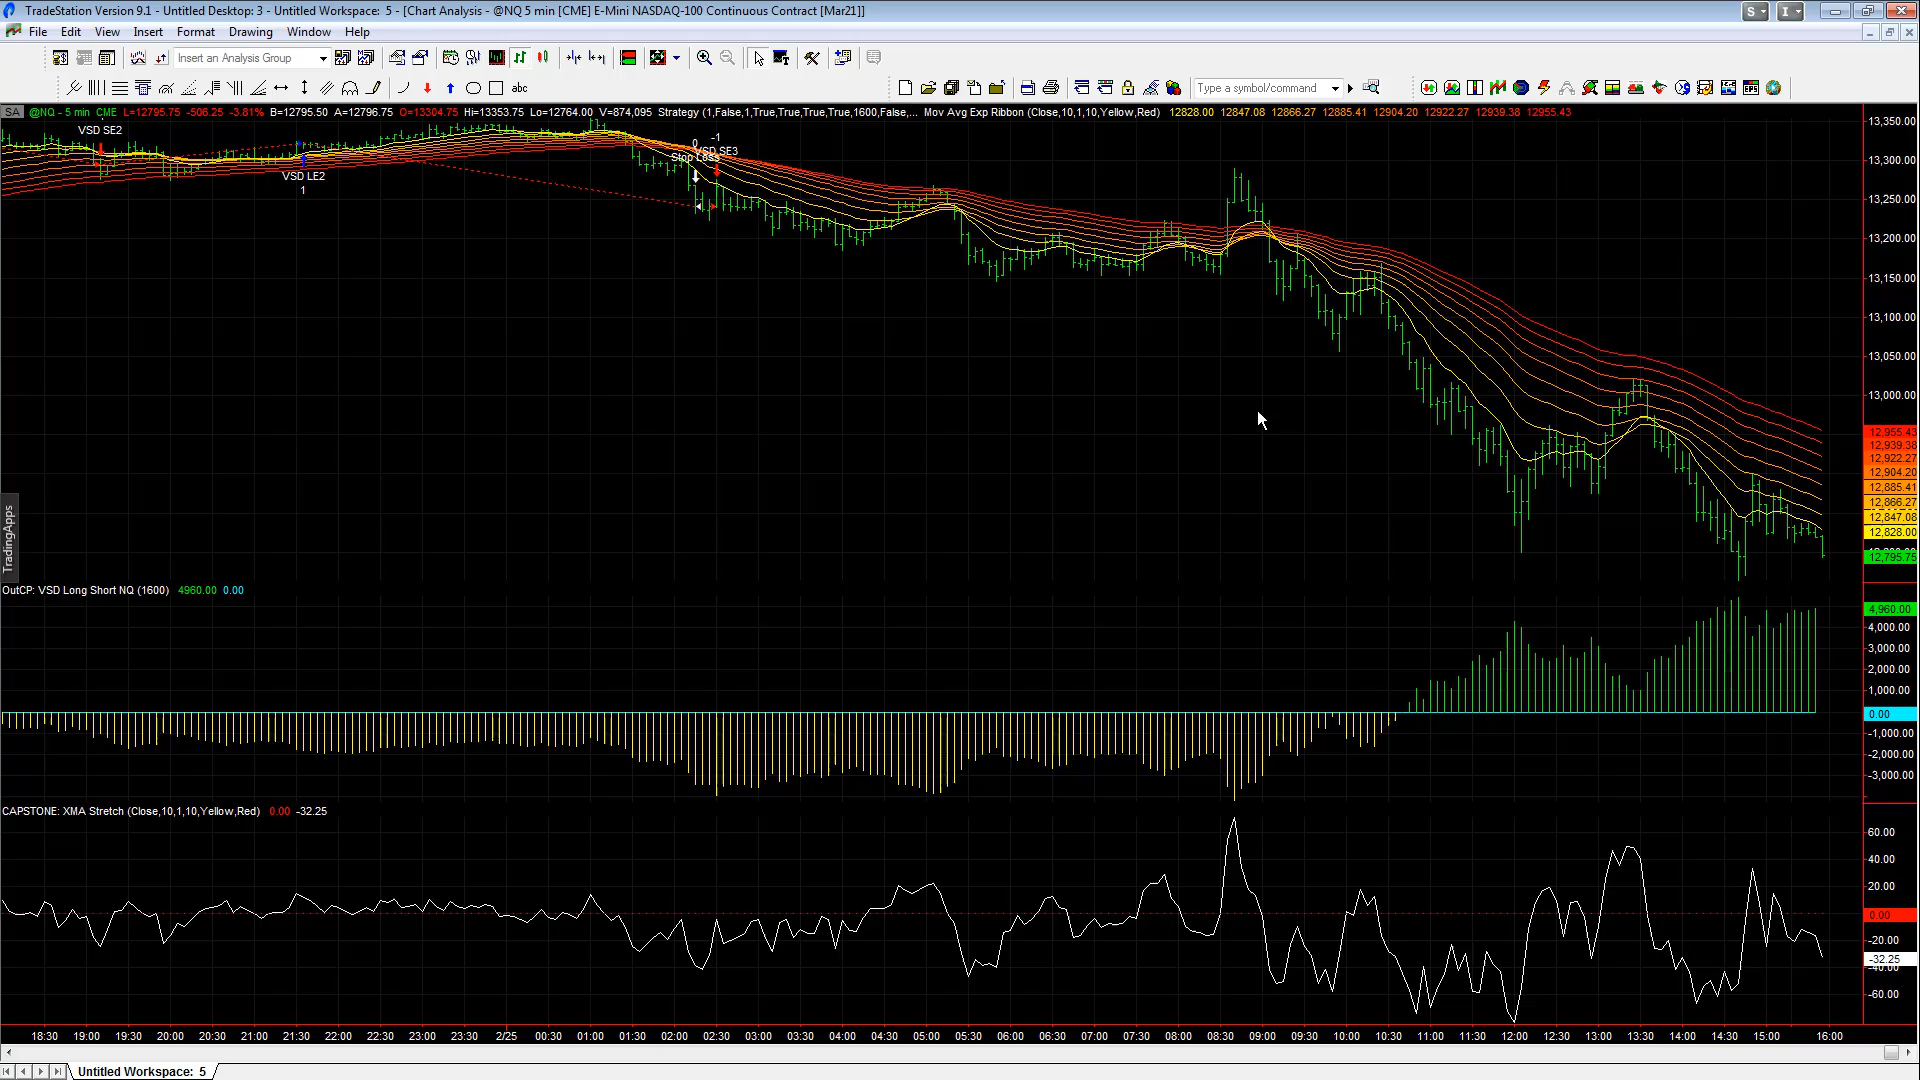 TradeStation Version 9.1 - Untitled Desktop: 3 - Untitled Workspace: 5 - [Chart Analysis - @NQ 5 min [CME] E-Mini NASDAQ-100 Continuous Contract [Mar21]]
S I
File Edit View Insert Format Drawing Window Help
Insert an Analysis Group
abc
Type a symbol/command
SA @NQ - 5 min CME L=12795.75 -506.25 -3.81% B=12795.50 A=12796.75 O=13304.75 Hi=13353.75 Lo=12764.00 V=874,095 Strategy (1,False,1,True,True,True,True,1600,False,... Mov Avg Exp Ribbon (Close,10,1,10,Yellow,Red) 12828.00 12847.08 12866.27 12885.41 12904.20 12922.27 12939.38 12955.43
VSD SE2
VSD LE2
1
0
-1
Stop Loss
VSD SE3
13,350.00
13,300.00
13,250.00
13,200.00
13,150.00
13,100.00
13,050.00
13,000.00
12,955.43
12,939.38
12,922.27
12,904.20
12,885.41
12,866.27
12,847.08
12,828.00
12,795.75
TradingApps
OutCP: VSD Long Short NQ (1600) 4960.00 0.00
4,960.00
4,000.00
3,000.00
2,000.00
1,000.00
0.00
-1,000.00
-2,000.00
-3,000.00
CAPSTONE: XMA Stretch (Close,10,1,10,Yellow,Red) 0.00 -32.25
60.00
40.00
20.00
0.00
-20.00
-32.25
-40.00
-60.00
18:30 19:00 19:30 20:00 20:30 21:00 21:30 22:00 22:30 23:00 23:30 2/25 00:30 01:00 01:30 02:00 02:30 03:00 03:30 04:00 04:30 05:00 05:30 06:00 06:30 07:00 07:30 08:00 08:30 09:00 09:30 10:00 10:30 11:00 11:30 12:00 12:30 13:00 13:30 14:00 14:30 15:00 16:00
Untitled Workspace: 5